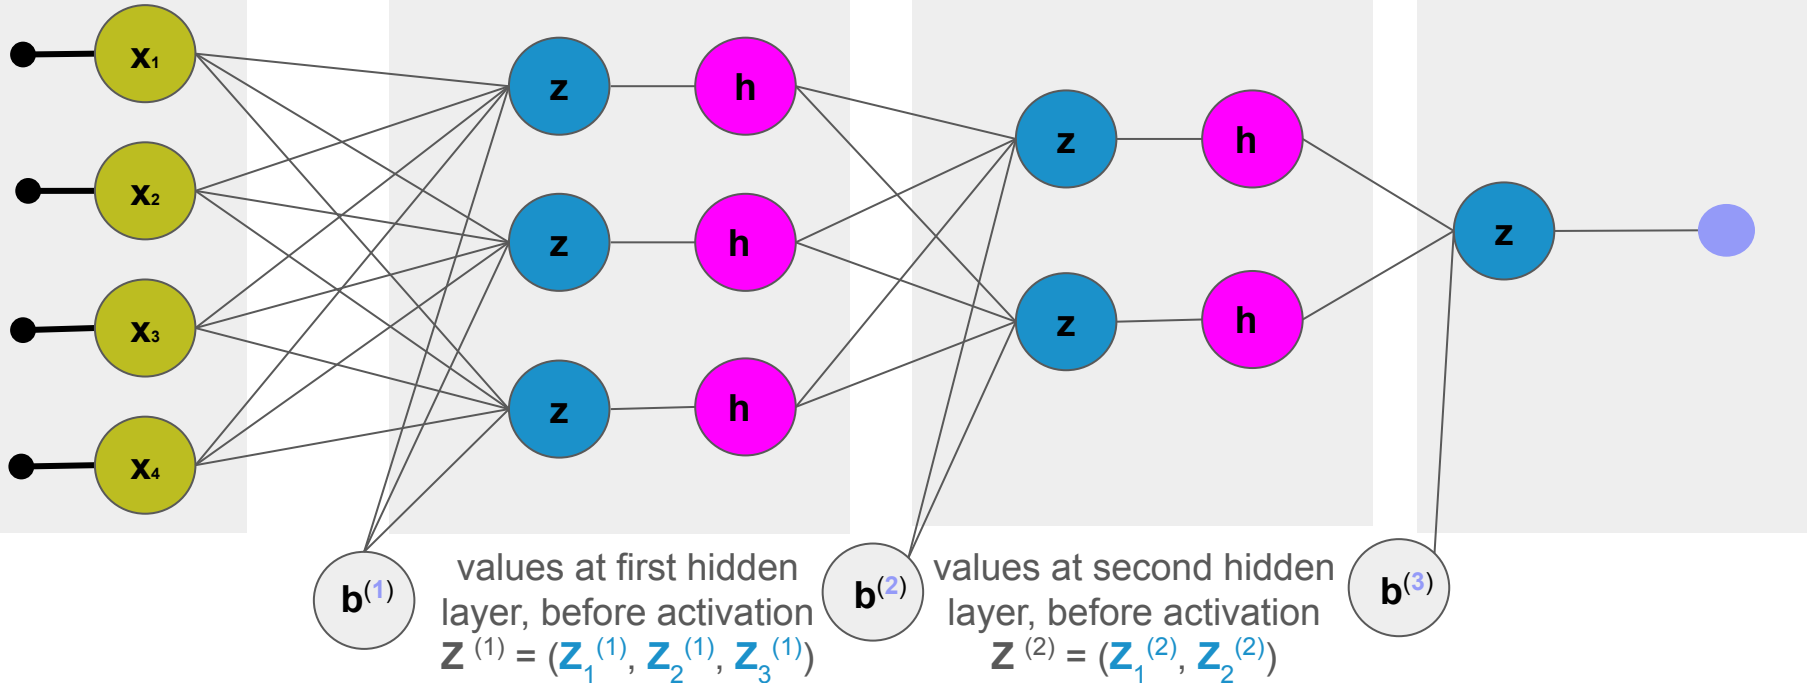 x₁
z
h
x₂
z
h
z
h
x₃
z
h
z
h
z
x₄
z
h
b⁽¹⁾
values at first hidden
layer, before activation
Z ⁽¹⁾ = (Z₁⁽¹⁾, Z₂⁽¹⁾, Z₃⁽¹⁾)
b⁽²⁾
values at second hidden
layer, before activation
Z ⁽²⁾ = (Z₁⁽²⁾, Z₂⁽²⁾)
b⁽³⁾